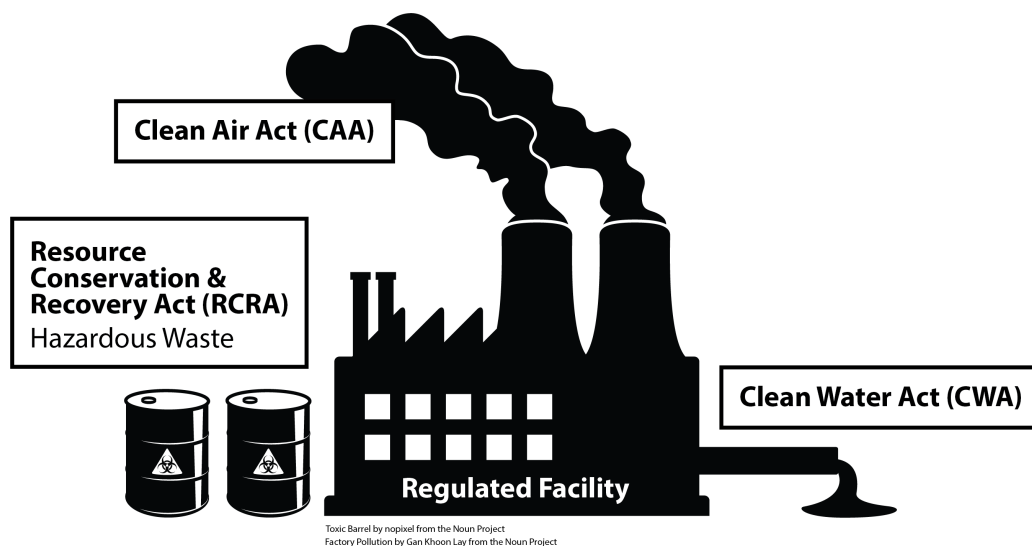 Clean Air Act (CAA)
Resource
Conservation &
Recovery Act (RCRA)
Hazardous Waste
Clean Water Act (CWA)
Regulated Facility
Toxic Barrel by nopixel from the Noun Project
Factory Pollution by Gan Khoon Lay from the Noun Project